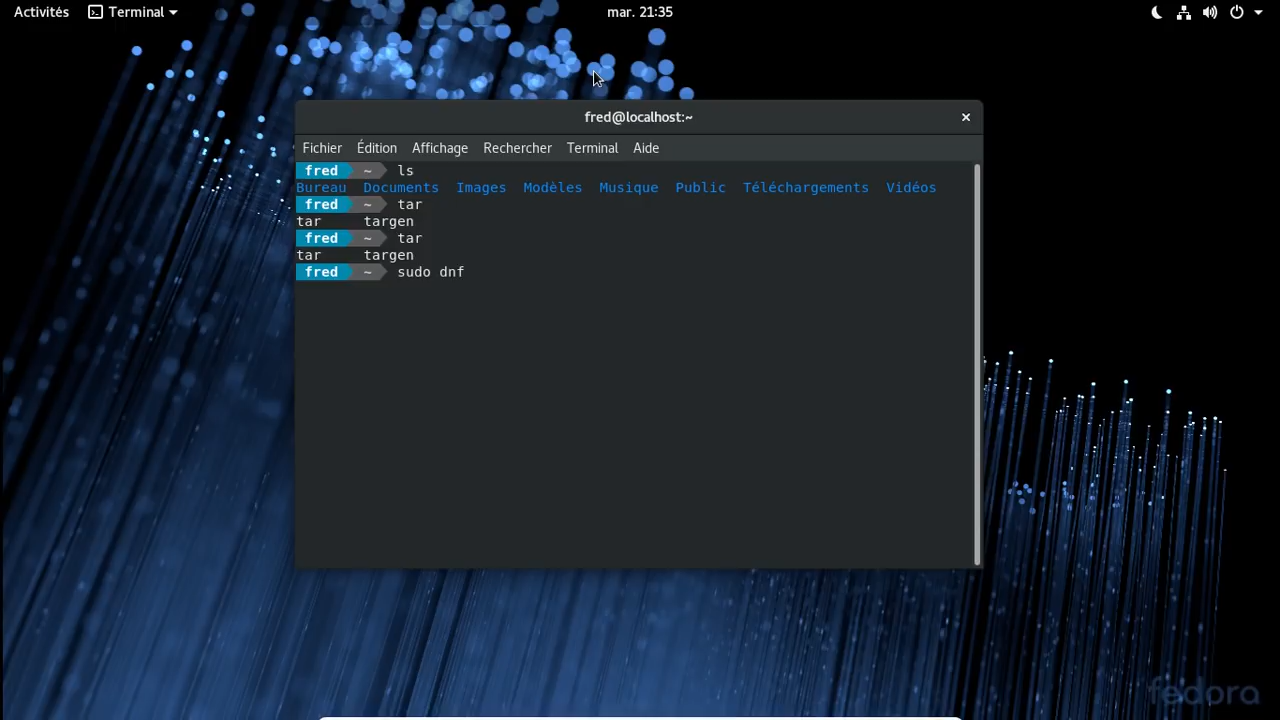 Activités Terminal mar. 21:35
fred@localhost:~
Fichier Édition Affichage Rechercher Terminal Aide
fred ~ ls
Bureau Documents Images Modèles Musique Public Téléchargements Vidéos
fred ~ tar
tar targen
fred ~ tar
tar targen
fred ~ sudo dnf
fedora